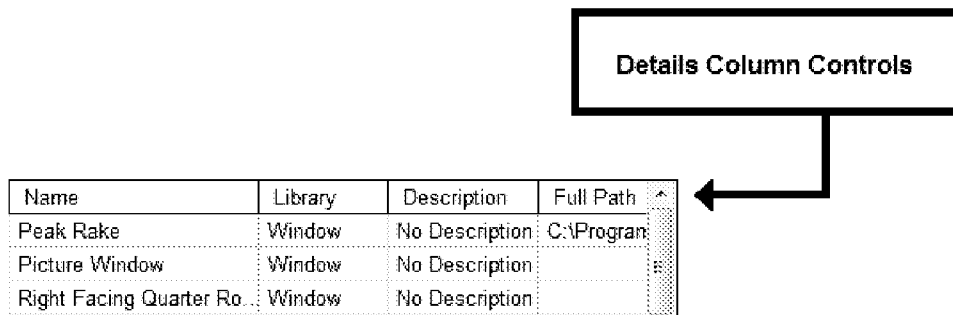 Details Column Controls
Name Library Description Full Path
Peak Rake Window No Description C:\Progran
Picture Window Window No Description
Right Facing Quarter Ro... Window No Description